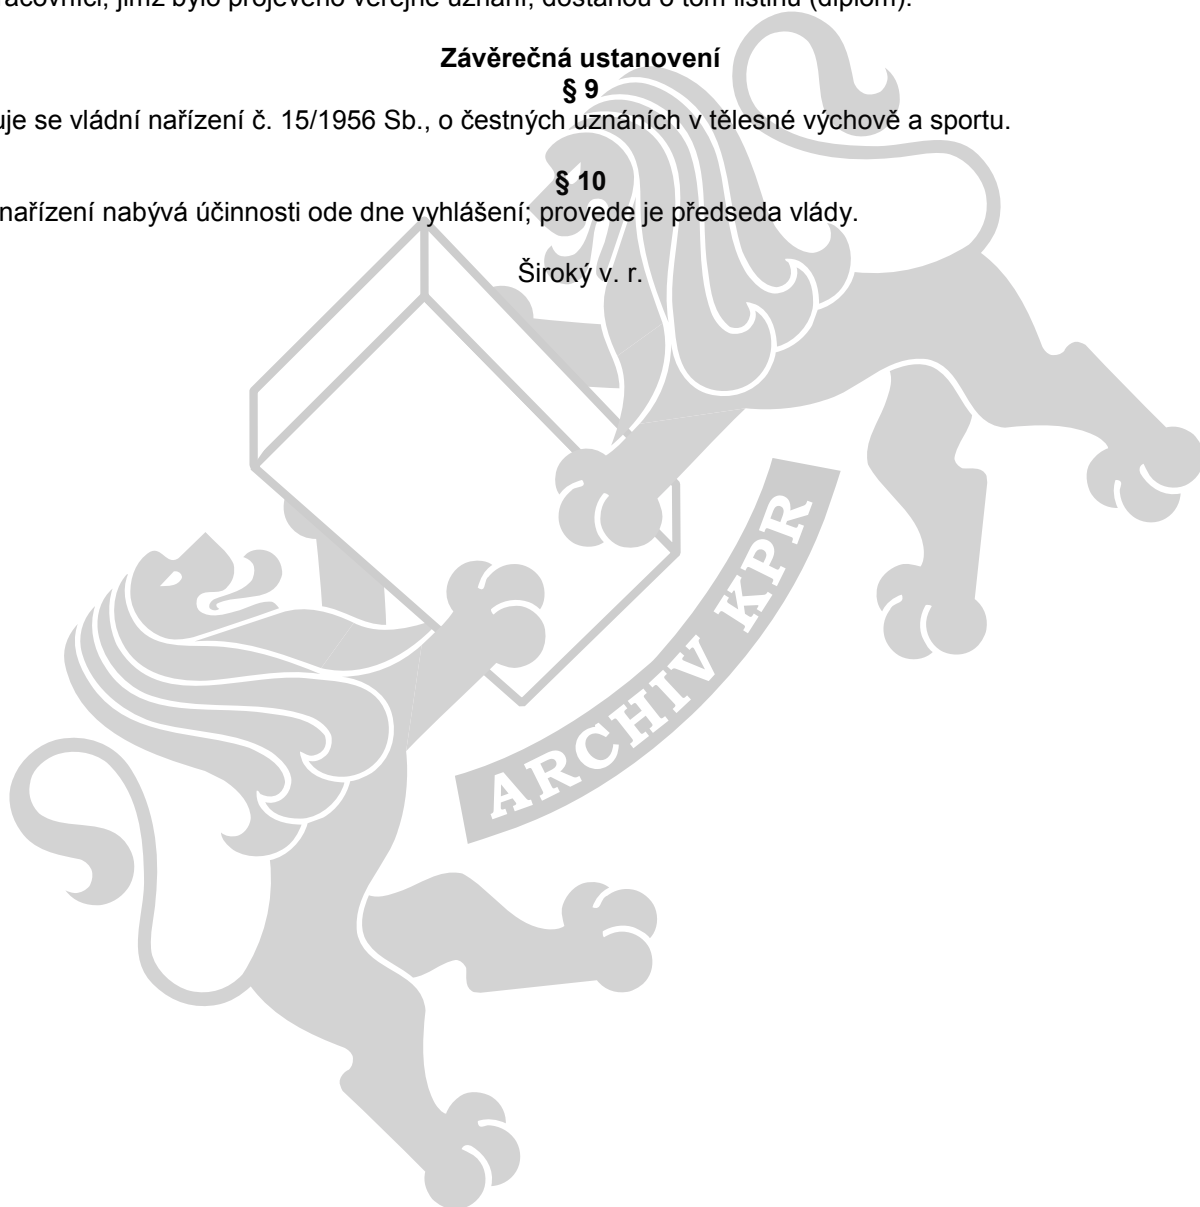 racovníci, jimž bylo projeveno veřejné uznání, dostanou o tom listinu (diplom).
Závěrečná ustanovení
§ 9
uje se vládní nařízení č. 15/1956 Sb., o čestných uznáních v tělesné výchově a sportu.
§ 10
nařízení nabývá účinnosti ode dne vyhlášení; provede je předseda vlády.
Široký v. r.
ARCHIV KPR